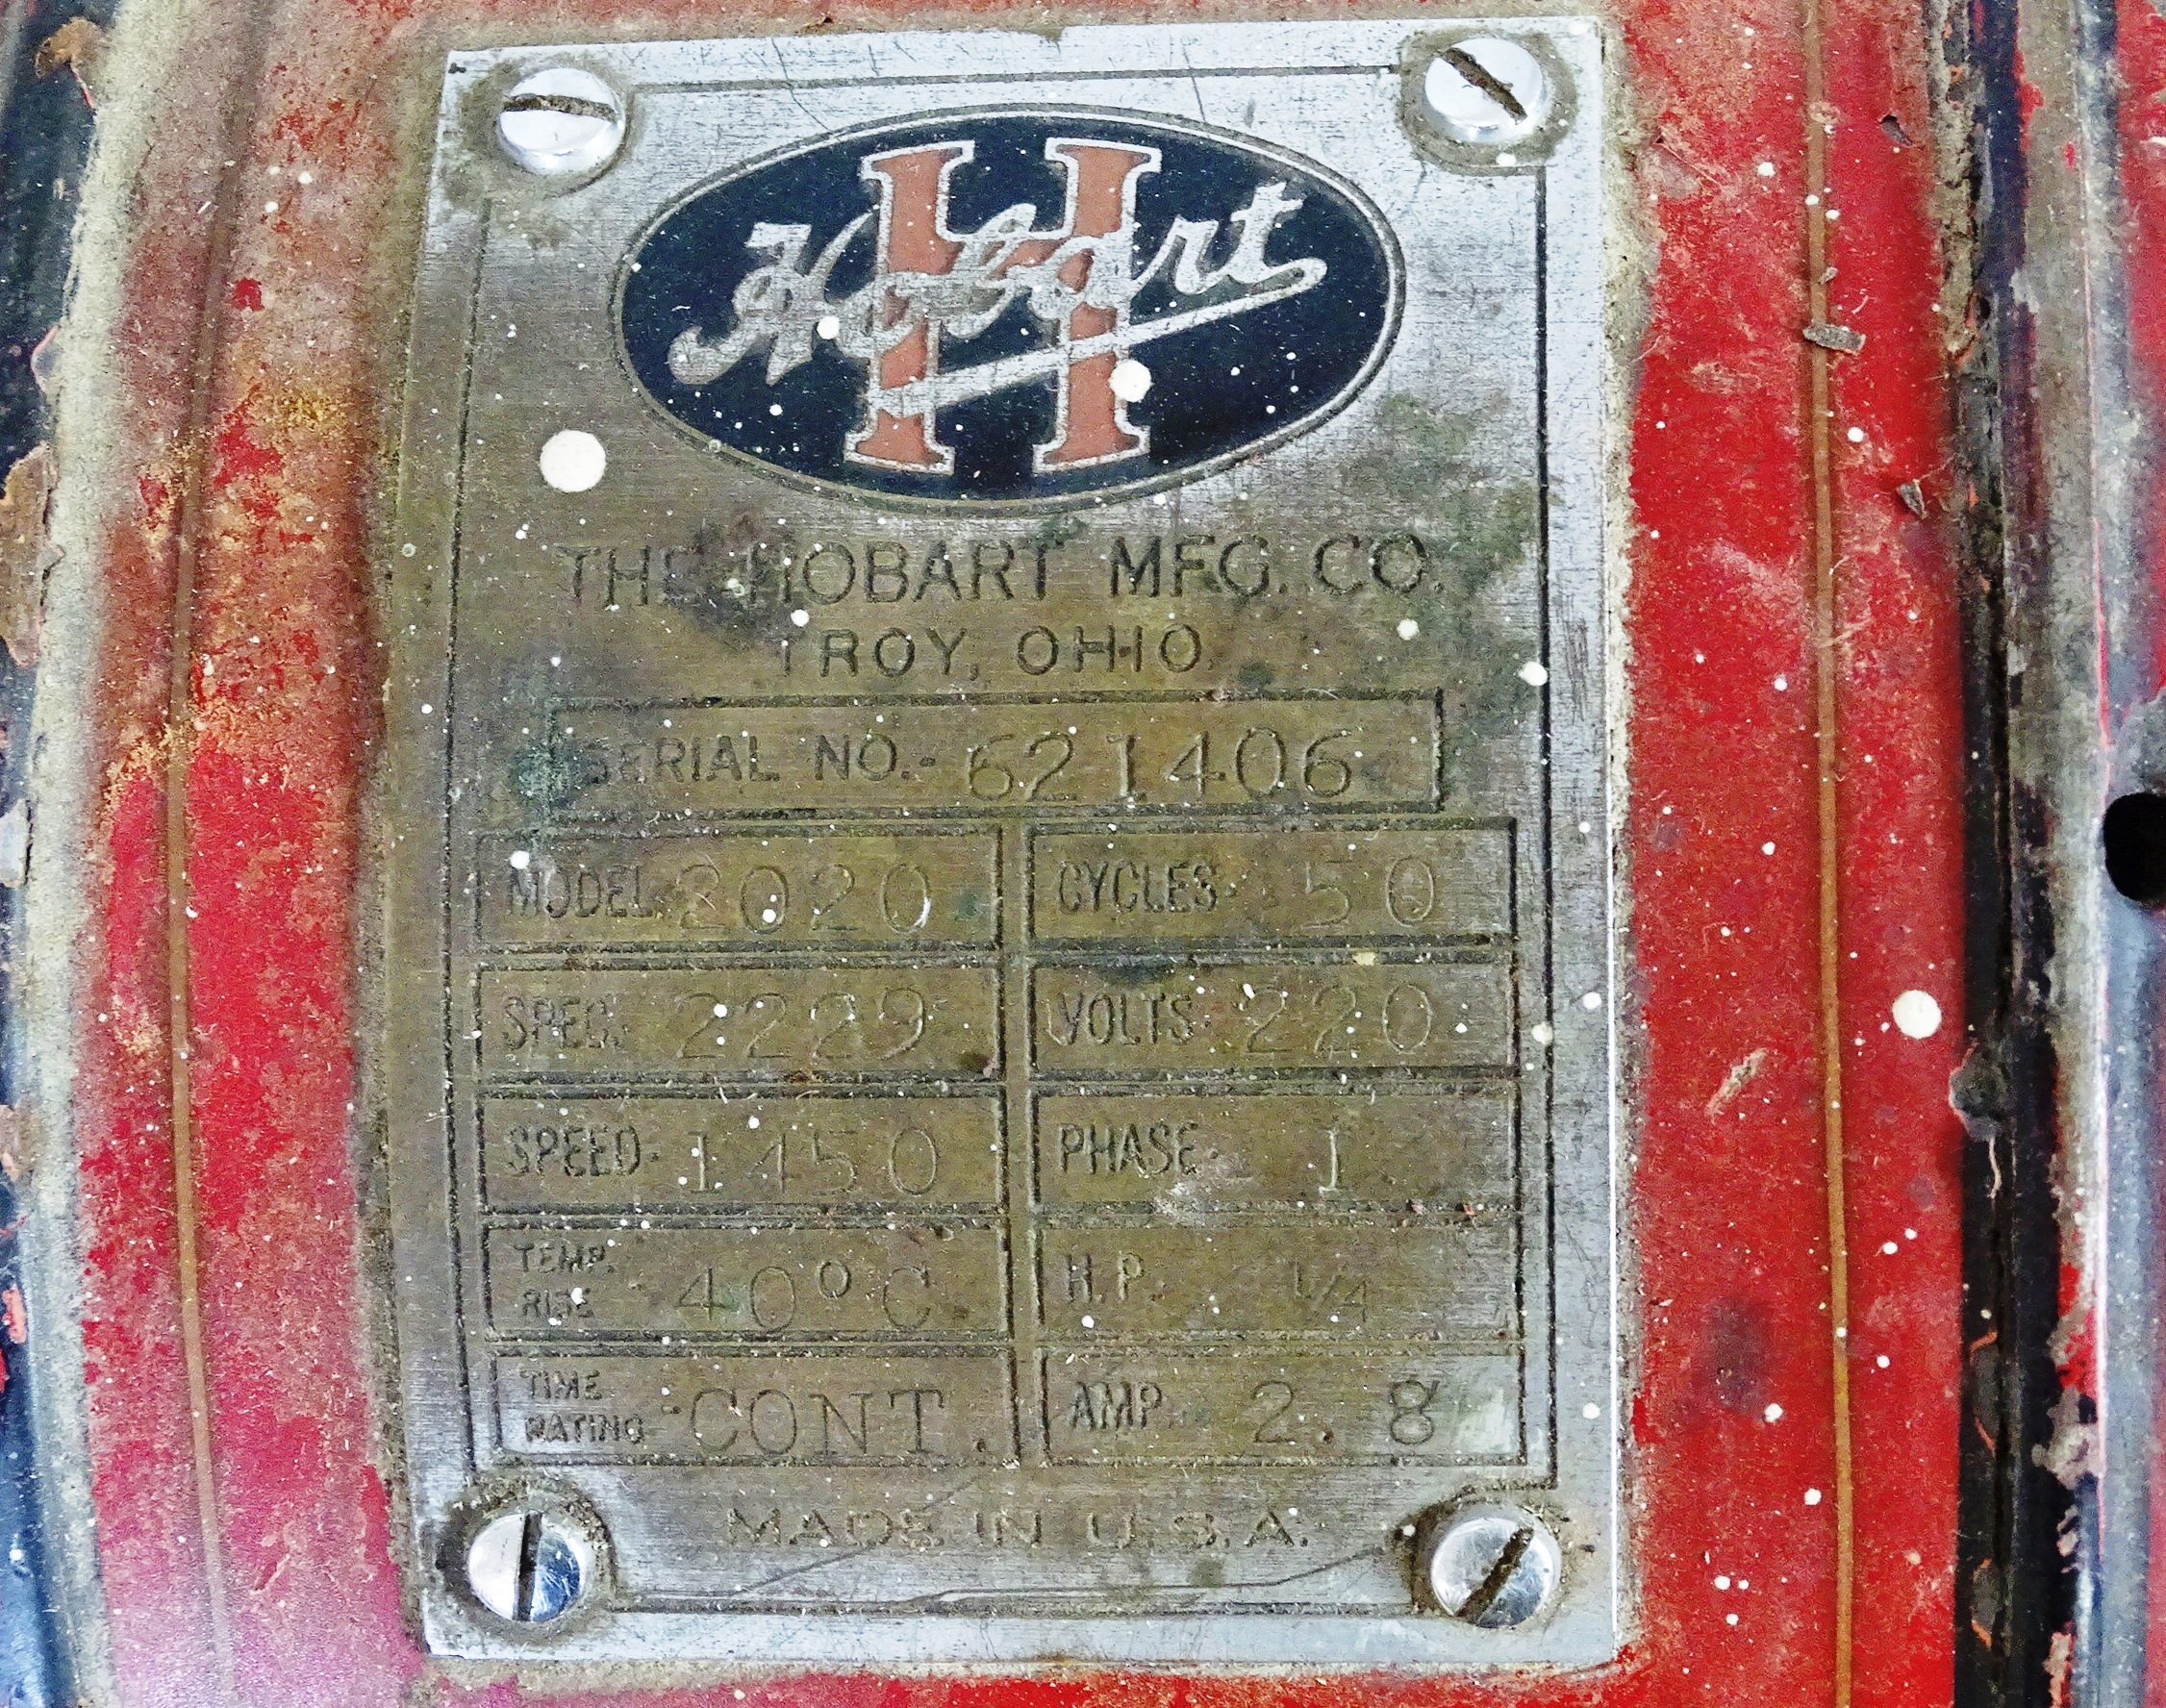 H
Hobart
THE HOBART MFG. CO.
TROY, OHIO
SERIAL NO.- 621406
MODEL 2020 CYCLES 50
SPEC. 2229 VOLTS 220
SPEED 1450 PHASE 1
TEMP. RISE 40° C. H.P. 1/4
TIME RATING CONT. AMP. 2.8
MADE IN U.S.A.